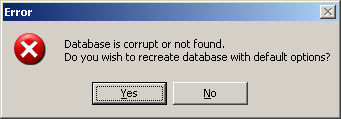 Error
Database is corrupt or not found.
Do you wish to recreate database with default options?
Yes
No